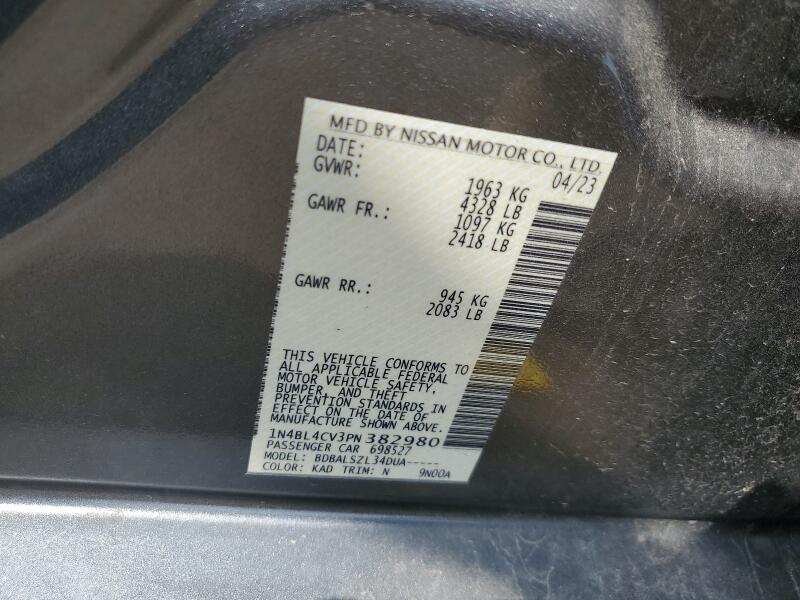 MFD BY NISSAN MOTOR CO., LTD.
DATE: 04/23
GVWR: 1963 KG
4328 LB
GAWR FR.: 1097 KG
2418 LB
GAWR RR.: 945 KG
2083 LB
THIS VEHICLE CONFORMS TO
ALL APPLICABLE FEDERAL
MOTOR VEHICLE SAFETY,
BUMPER, AND THEFT
PREVENTION STANDARDS IN
EFFECT ON THE DATE OF
MANUFACTURE SHOWN ABOVE.
1N4BL4CV3PN382980
PASSENGER CAR 698527
MODEL: BDBALSZL34DUA-----
COLOR: KAD TRIM: N 9N00A